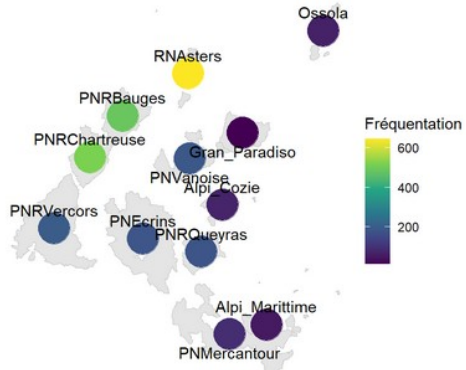 Ossola
RNAsters
PNRBauges
PNRChartreuse
Gran_Paradiso
PNVanoise
Alpi_Cozie
PNRVercors
PNEcrins
PNRQueyras
Alpi_Marittime
PNMercantour
Fréquentation
600
400
200